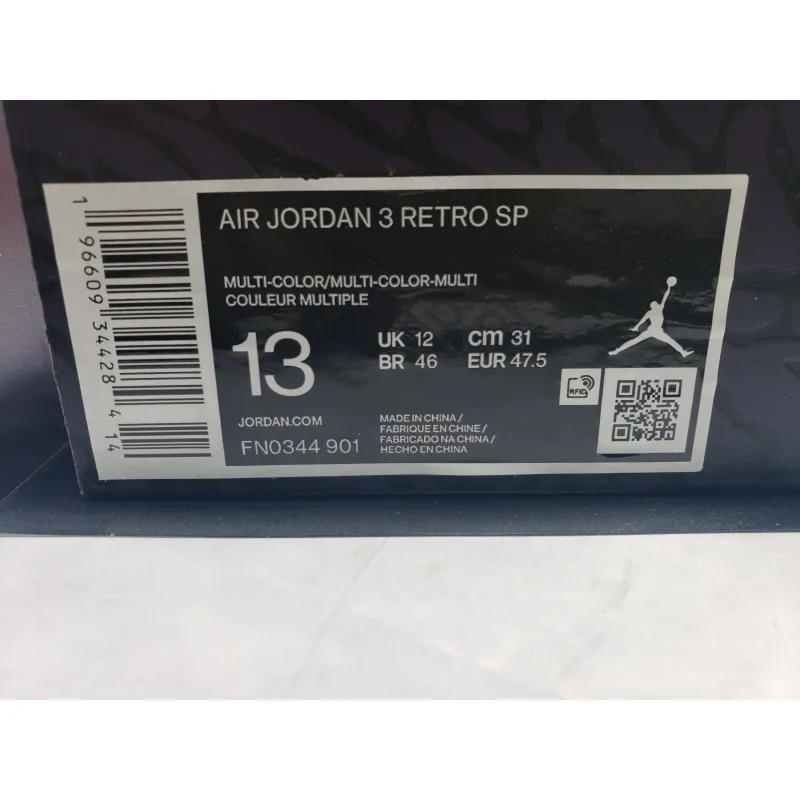 AIR JORDAN 3 RETRO SP
MULTI-COLOR/MULTI-COLOR-MULTI
COULEUR MULTIPLE
13
UK 12 cm 31
BR 46 EUR 47.5
RFID
JORDAN.COM
FN0344 901
MADE IN CHINA /
FABRIQUE EN CHINE /
FABRICADO NA CHINA /
HECHO EN CHINA
1 96609 34428 4 14